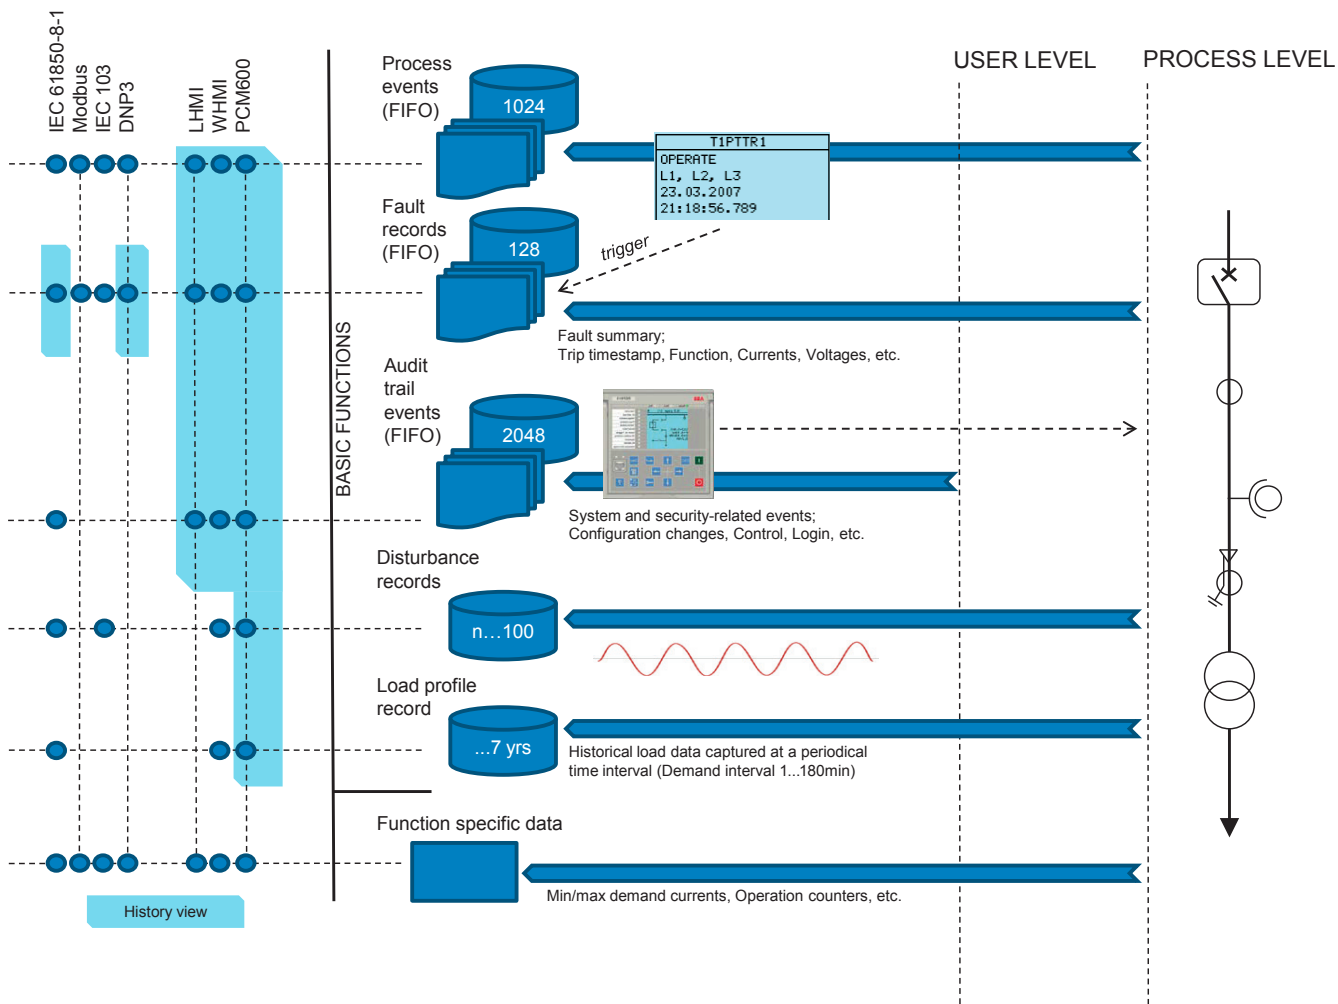 IEC 61850-8-1
Modbus
IEC 103
DNP3
LHMI
WHMI
PCM600
USER LEVEL
PROCESS LEVEL
Process
events
(FIFO)
1024
T1PTTR1
OPERATE
L1, L2, L3
23.03.2007
21:18:56.789
Fault
records
(FIFO)
128
trigger
Fault summary;
Trip timestamp, Function, Currents, Voltages, etc.
BASIC FUNCTIONS
Audit
trail
events
(FIFO)
2048
System and security-related events;
Configuration changes, Control, Login, etc.
Disturbance
records
n...100
Load profile
record
...7 yrs
Historical load data captured at a periodical
time interval (Demand interval 1...180min)
Function specific data
Min/max demand currents, Operation counters, etc.
History view